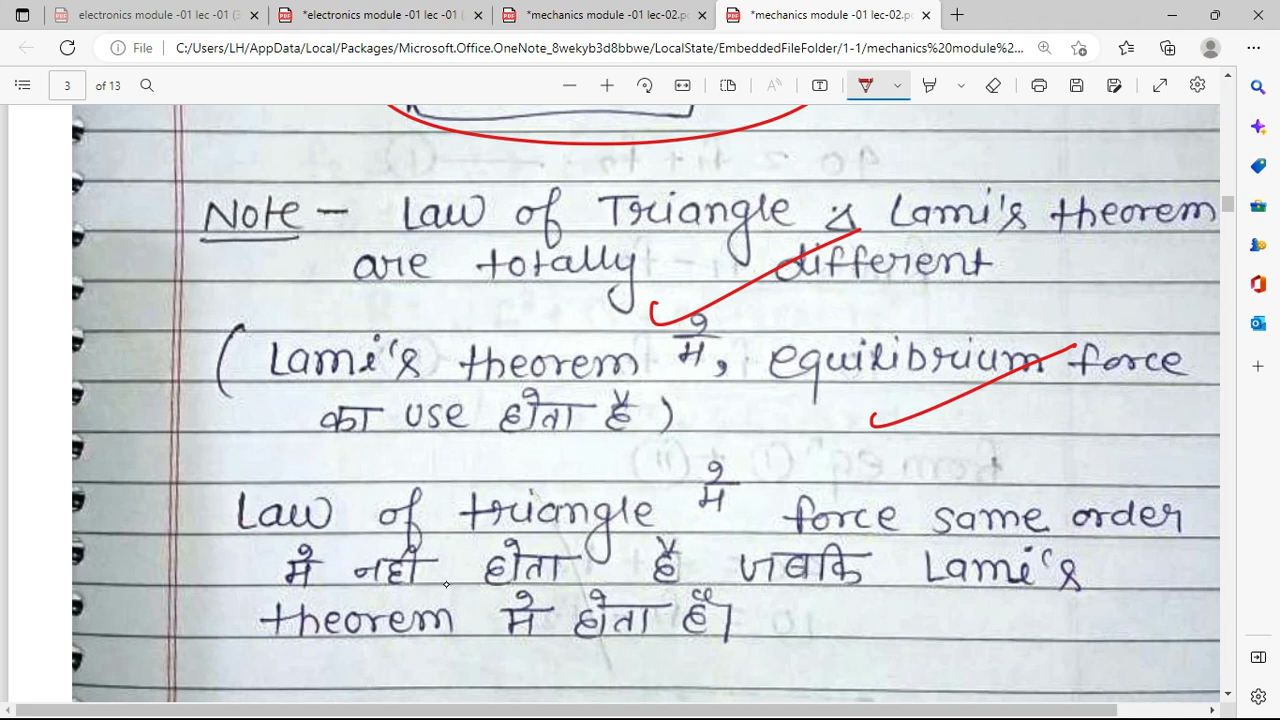 electronics module -01 lec -01 (
*electronics module -01 lec -01 (
*mechanics module -01 lec-02.p
*mechanics module -01 lec-02.p
File
C:/Users/LH/AppData/Local/Packages/Microsoft.Office.OneNote_8wekyb3d8bbwe/LocalState/EmbeddedFileFolder/1-1/mechanics%20module%2...
3 of 13
Note - Law of Triangle & Lami's theorem
are totally different
( Lami's theorem में, equilibrium force
का use होता है )
Law of triangle में force same order
में नही होता है जबकि Lami's
theorem में होता है।